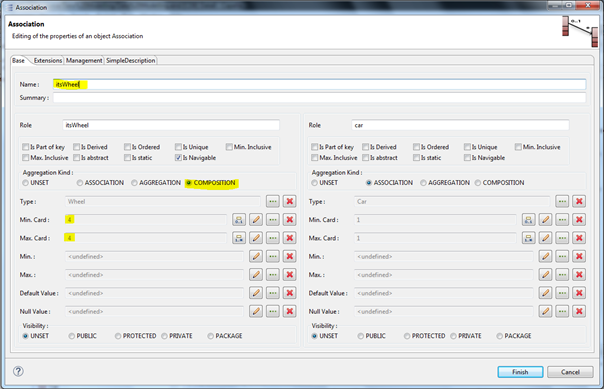 Association
Association
Editing of the properties of an object Association
0..1
Base Extensions Management SimpleDescription
Name : itsWheel
Summary :
Role itsWheel
Is Part of key Is Derived Is Ordered Is Unique Min. Inclusive
Max. Inclusive Is abstract Is static Is Navigable
Aggregation Kind :
UNSET ASSOCIATION AGGREGATION COMPOSITION
Type : Wheel
Min. Card : 4
Max. Card : 4
Min. : <undefined>
Max. : <undefined>
Default Value : <undefined>
Null Value : <undefined>
Visibility :
UNSET PUBLIC PROTECTED PRIVATE PACKAGE
Role car
Is Part of key Is Derived Is Ordered Is Unique Min. Inclusive
Max. Inclusive Is abstract Is static Is Navigable
Aggregation Kind :
UNSET ASSOCIATION AGGREGATION COMPOSITION
Type : Car
Min. Card : 1
Max. Card : 1
Min. : <undefined>
Max. : <undefined>
Default Value : <undefined>
Null Value : <undefined>
Visibility :
UNSET PUBLIC PROTECTED PRIVATE PACKAGE
Finish Cancel